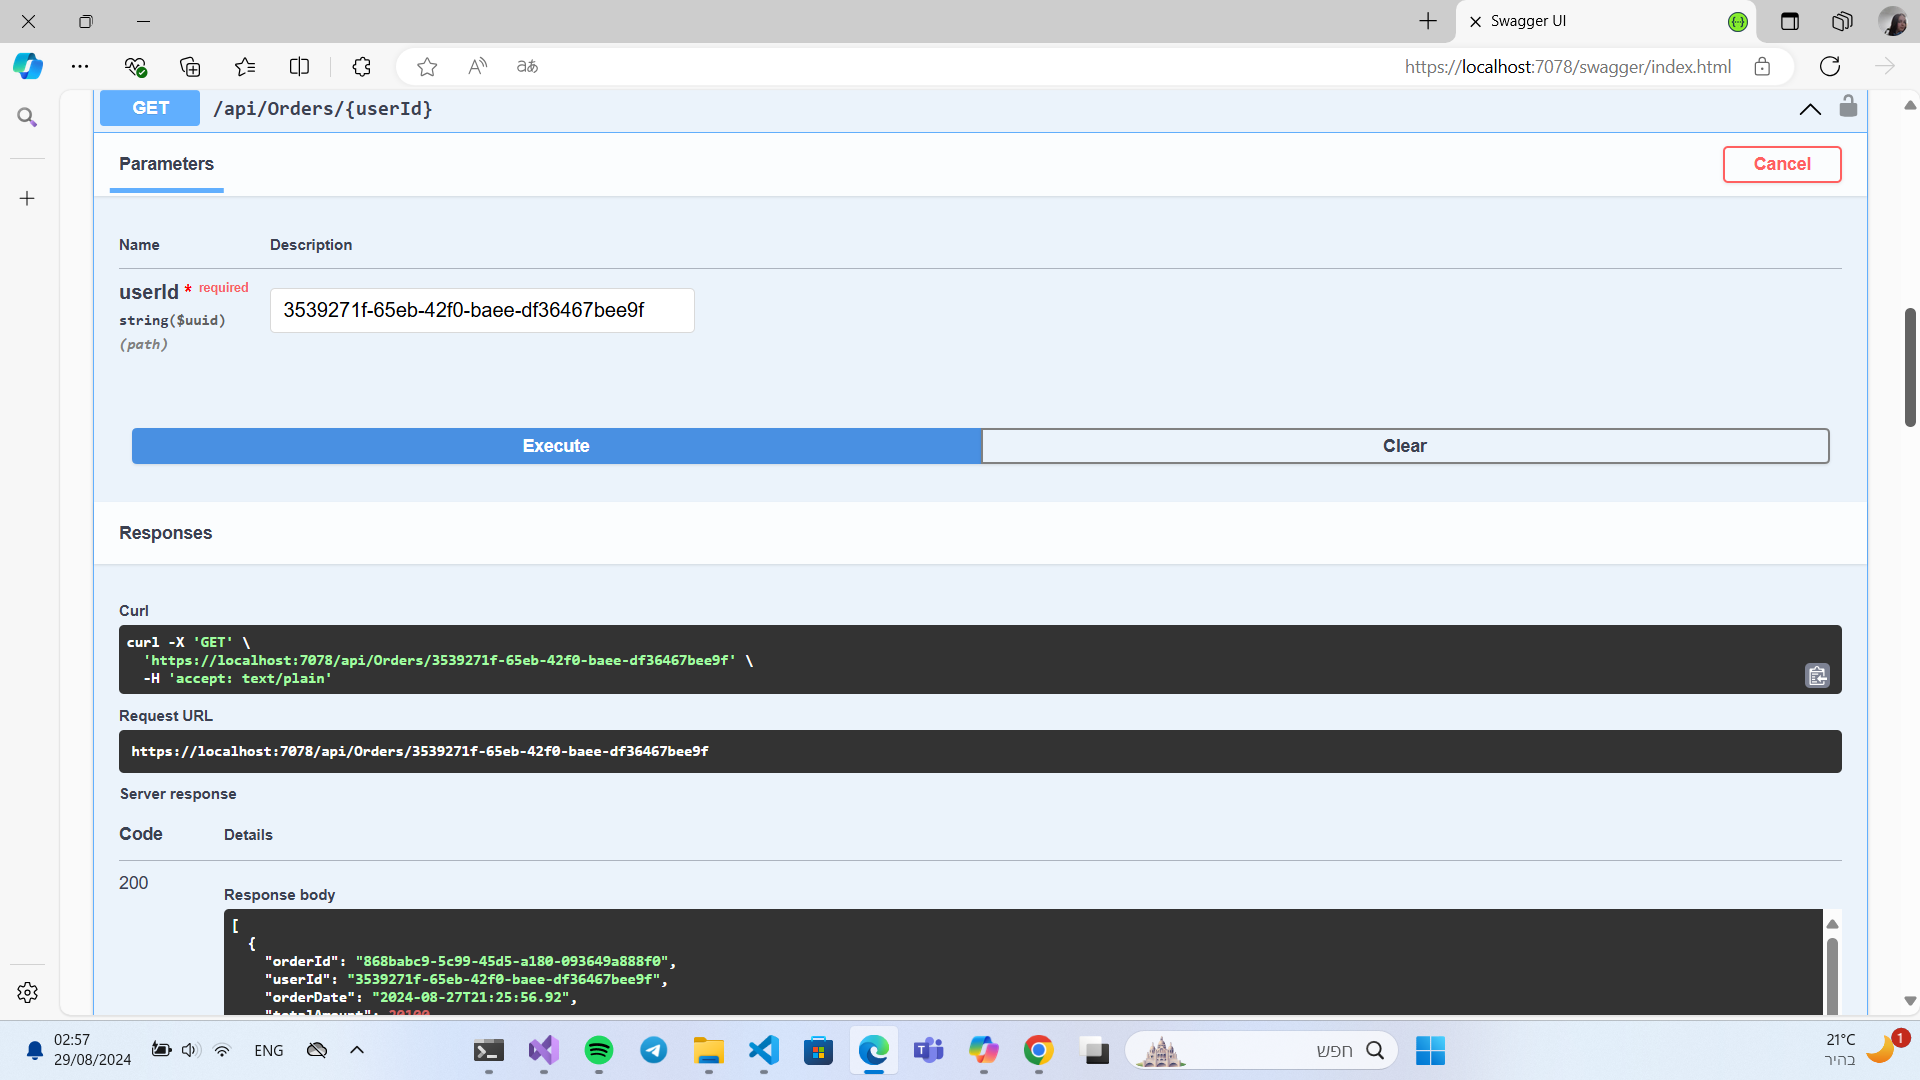 Swagger UI
https://localhost:7078/swagger/index.html
GET /api/Orders/{userId}
Parameters
Cancel
Name Description
userId * required
string($uuid)
(path)
3539271f-65eb-42f0-baee-df36467bee9f
Execute Clear
Responses
Curl
curl -X 'GET' \
'https://localhost:7078/api/Orders/3539271f-65eb-42f0-baee-df36467bee9f' \
-H 'accept: text/plain'
Request URL
https://localhost:7078/api/Orders/3539271f-65eb-42f0-baee-df36467bee9f
Server response
Code Details
200
Response body
[
{
"orderId": "868babc9-5c99-45d5-a180-093649a888f0",
"userId": "3539271f-65eb-42f0-baee-df36467bee9f",
"orderDate": "2024-08-27T21:25:56.92",
"totalAmount": 20100
02:57
29/08/2024
ENG
חפש
21°C
בהיר
1